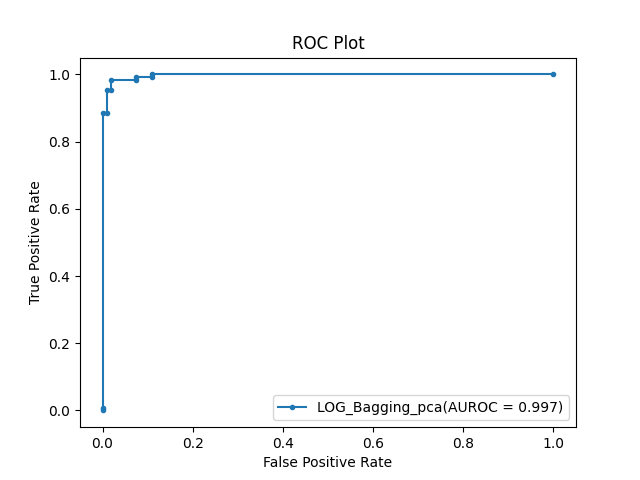 ROC Plot
1.0
0.8
0.6
0.4
0.2
0.0
True Positive Rate
LOG_Bagging_pca(AUROC = 0.997)
0.0 0.2 0.4 0.6 0.8 1.0
False Positive Rate